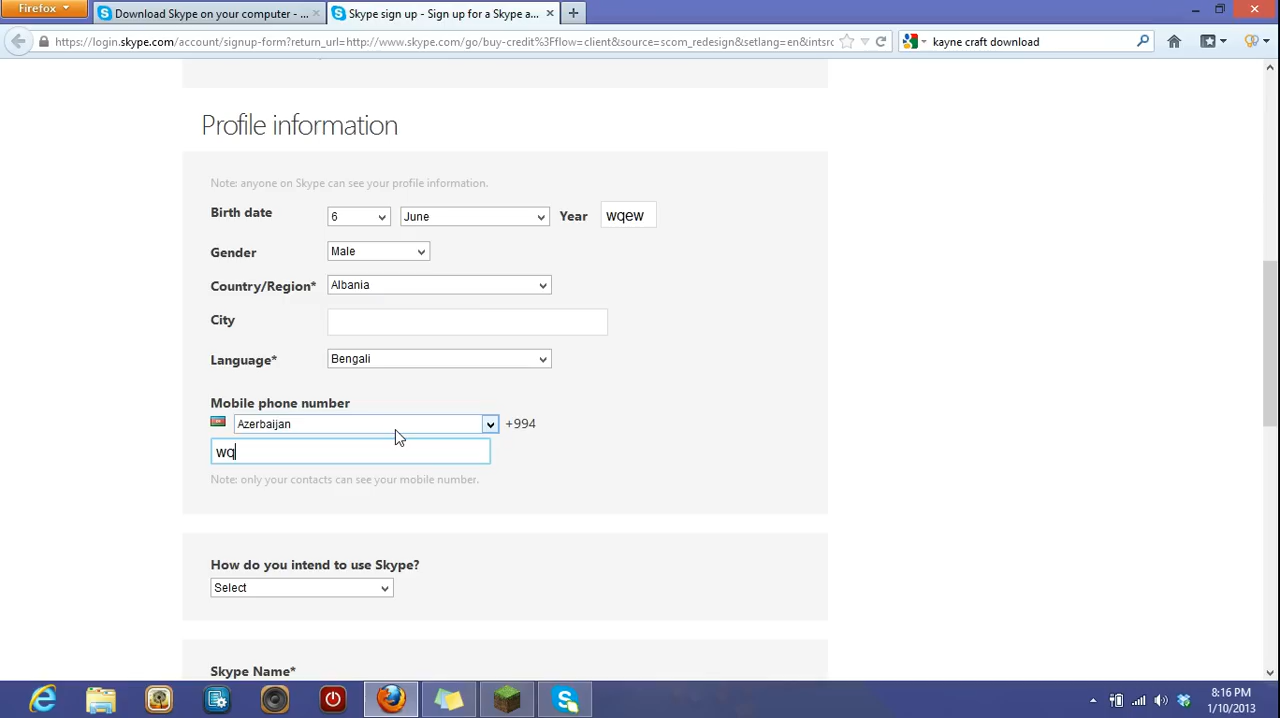 Firefox
Download Skype on your computer - ...
Skype sign up - Sign up for a Skype a...
https://login.skype.com/account/signup-form?return_url=http://www.skype.com/go/buy-credit%3Fflow=client&source=scom_redesign&setlang=en&intsrc
kayne craft download
Profile information
Note: anyone on Skype can see your profile information.
Birth date 6 June Year wqew
Gender Male
Country/Region* Albania
City
Language* Bengali
Mobile phone number
Azerbaijan +994
wq
Note: only your contacts can see your mobile number.
How do you intend to use Skype?
Select
Skype Name*
8:16 PM
1/10/2013